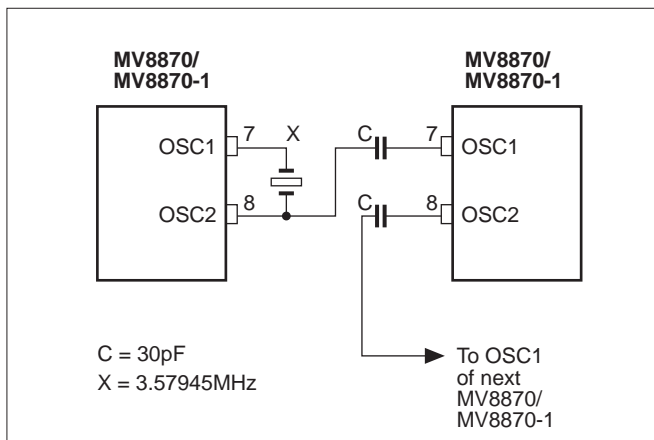 MV8870/
MV8870-1
MV8870/
MV8870-1
OSC1
7
X
C
7
OSC1
OSC2
8
C
8
OSC2
C = 30pF
X = 3.57945MHz
To OSC1
of next
MV8870/
MV8870-1